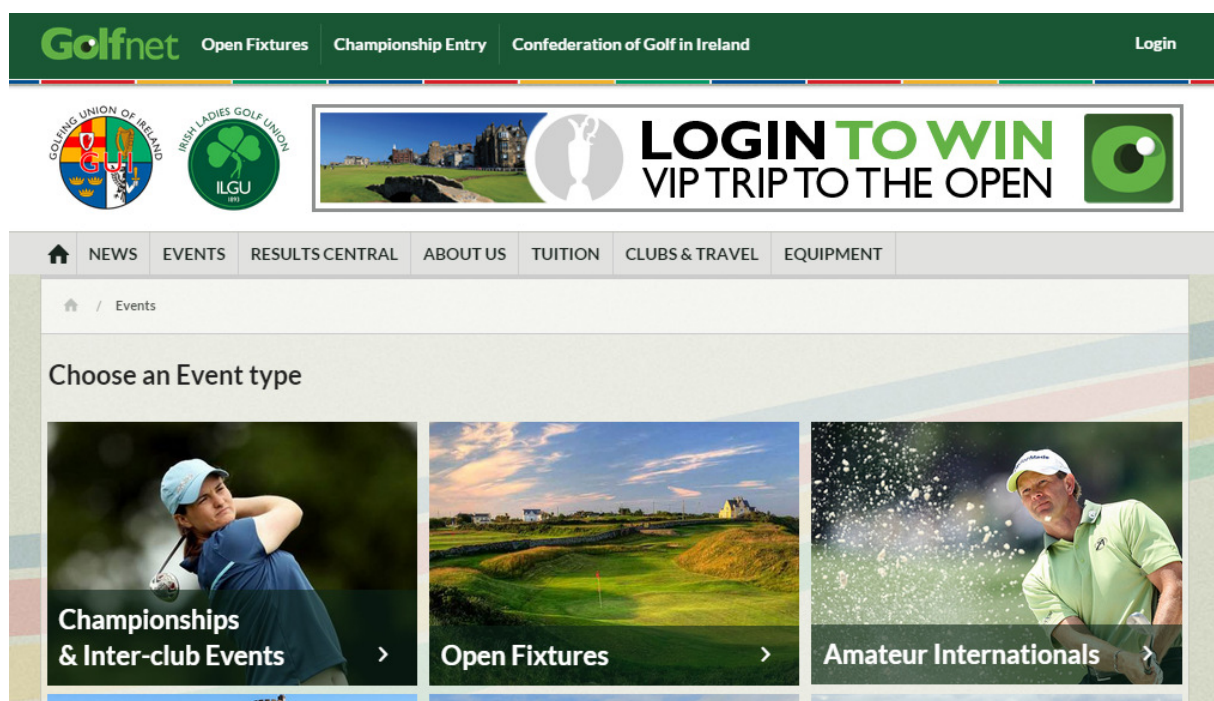 Golfnet
Open Fixtures
Championship Entry
Confederation of Golf in Ireland
Login
GOLFING UNION OF IRELAND
GUI
IRISH LADIES GOLF UNION
ILGU
1893
LOGIN TO WIN
VIP TRIP TO THE OPEN
NEWS
EVENTS
RESULTS CENTRAL
ABOUT US
TUITION
CLUBS & TRAVEL
EQUIPMENT
/ Events
Choose an Event type
Championships
& Inter-club Events
Open Fixtures
TaylorMade
Amateur Internationals